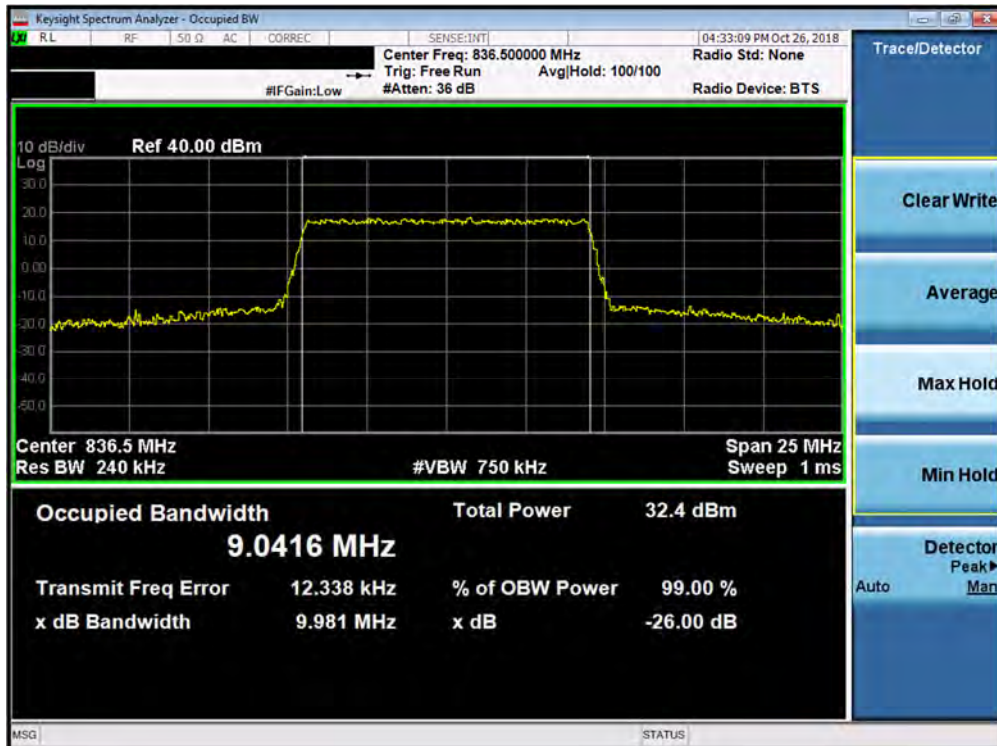 Keysight Spectrum Analyzer - Occupied BW
LXI RL RF 50 Ω AC CORREC SENSE:INT 04:33:09 PM Oct 26, 2018
Center Freq: 836.500000 MHz Radio Std: None
Trig: Free Run Avg|Hold: 100/100
#IFGain:Low #Atten: 36 dB Radio Device: BTS
Trace/Detector
10 dB/div Ref 40.00 dBm
Log
30.0
20.0
10.0
0.00
-10.0
-20.0
-30.0
-40.0
-50.0
Center 836.5 MHz Span 25 MHz
Res BW 240 kHz #VBW 750 kHz Sweep 1 ms
Occupied Bandwidth Total Power 32.4 dBm
9.0416 MHz
Transmit Freq Error 12.338 kHz % of OBW Power 99.00 %
x dB Bandwidth 9.981 MHz x dB -26.00 dB
Clear Write
Average
Max Hold
Min Hold
Detector
Peak▶
Auto Man
MSG STATUS